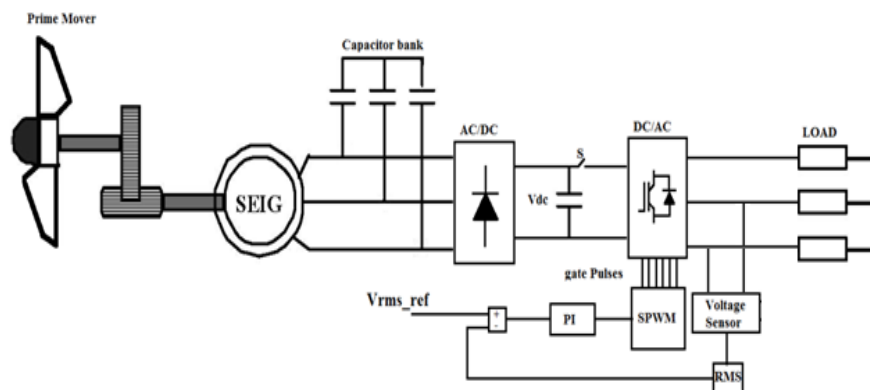 Prime Mover
Capacitor bank
AC/DC
DC/AC
LOAD
S
SEIG
Vdc
gate Pulses
Vrms_ref
+
-
PI
SPWM
Voltage
Sensor
RMS